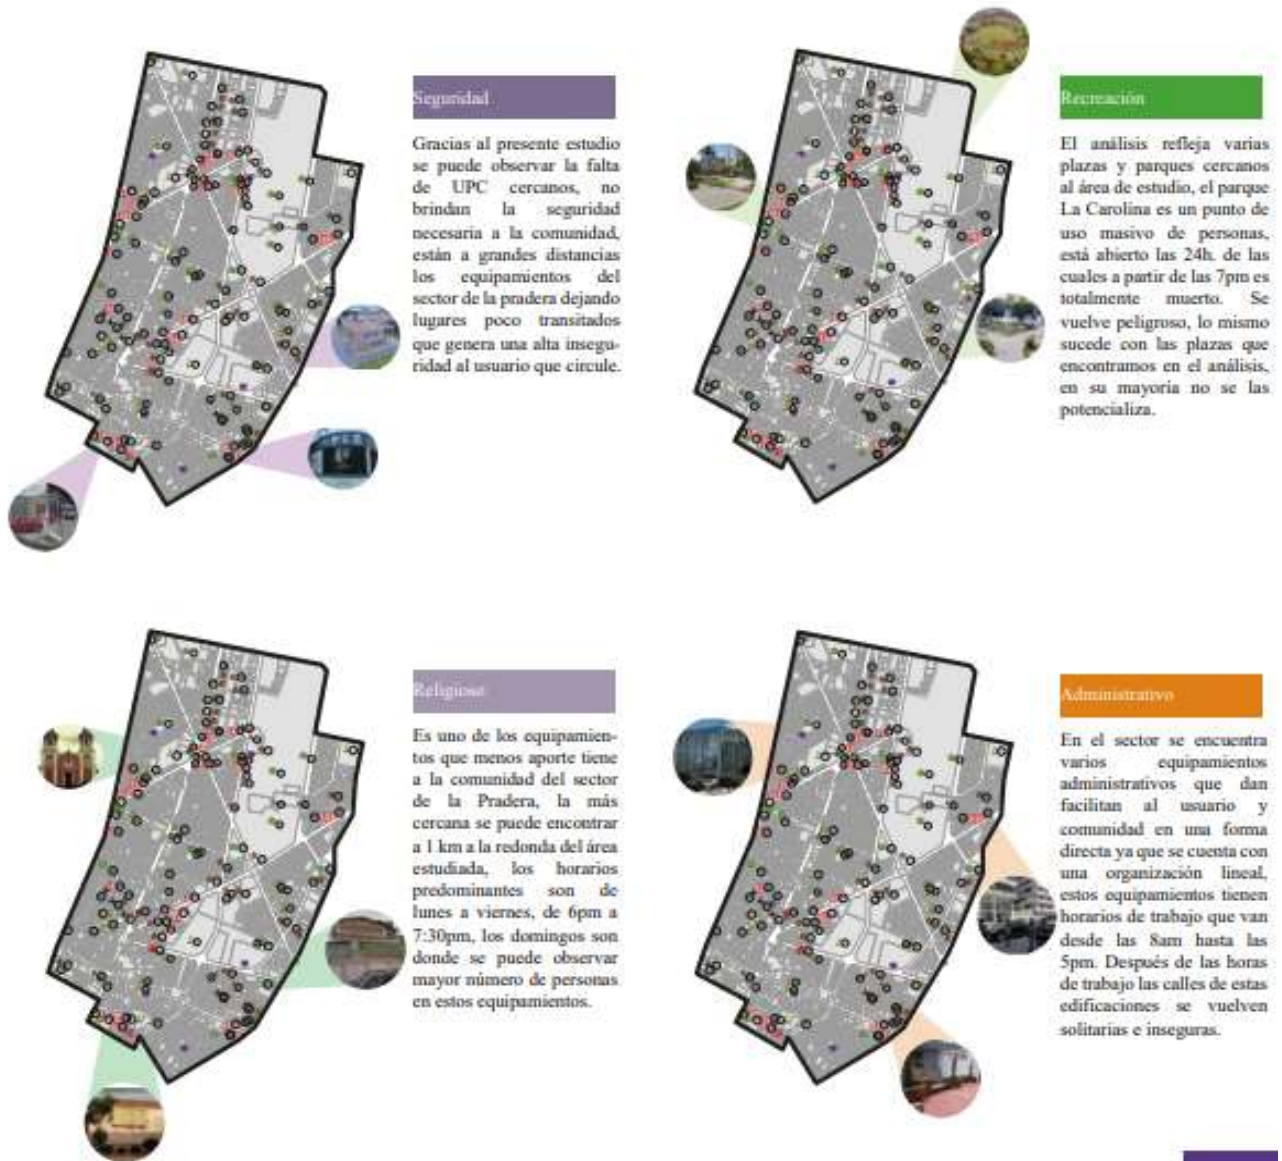 Seguridad
Gracias al presente estudio
se puede observar la falta
de UPC cercanos, no
brindan la seguridad
necesaria a la comunidad,
están a grandes distancias
los equipamientos del
sector de la pradera dejando
lugares poco transitados
que genera una alta insegu-
ridad al usuario que circule.
Recreación
El análisis refleja varias
plazas y parques cercanos
al área de estudio, el parque
La Carolina es un punto de
uso masivo de personas,
está abierto las 24h. de las
cuales a partir de las 7pm es
totalmente muerto. Se
vuelve peligroso, lo mismo
sucede con las plazas que
encontramos en el análisis,
en su mayoría no se las
potencializa.
Religioso
Es uno de los equipamien-
tos que menos aporte tiene
a la comunidad del sector
de la Pradera, la más
cercana se puede encontrar
a 1 km a la redonda del área
estudiada, los horarios
predominantes son de
lunes a viernes, de 6pm a
7:30pm, los domingos son
donde se puede observar
mayor número de personas
en estos equipamientos.
Administrativo
En el sector se encuentra
varios equipamientos
administrativos que dan
facilitan al usuario y
comunidad en una forma
directa ya que se cuenta con
una organización lineal,
estos equipamientos tienen
horarios de trabajo que van
desde las 8am hasta las
5pm. Después de las horas
de trabajo las calles de estas
edificaciones se vuelven
solitarias e inseguras.